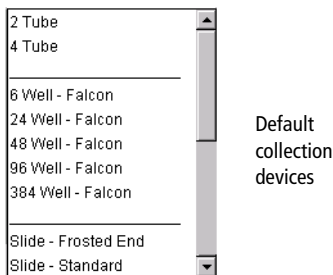 2 Tube
4 Tube
6 Well - Falcon
24 Well - Falcon
48 Well - Falcon
96 Well - Falcon
384 Well - Falcon
Slide - Frosted End
Slide - Standard
Default
collection
devices